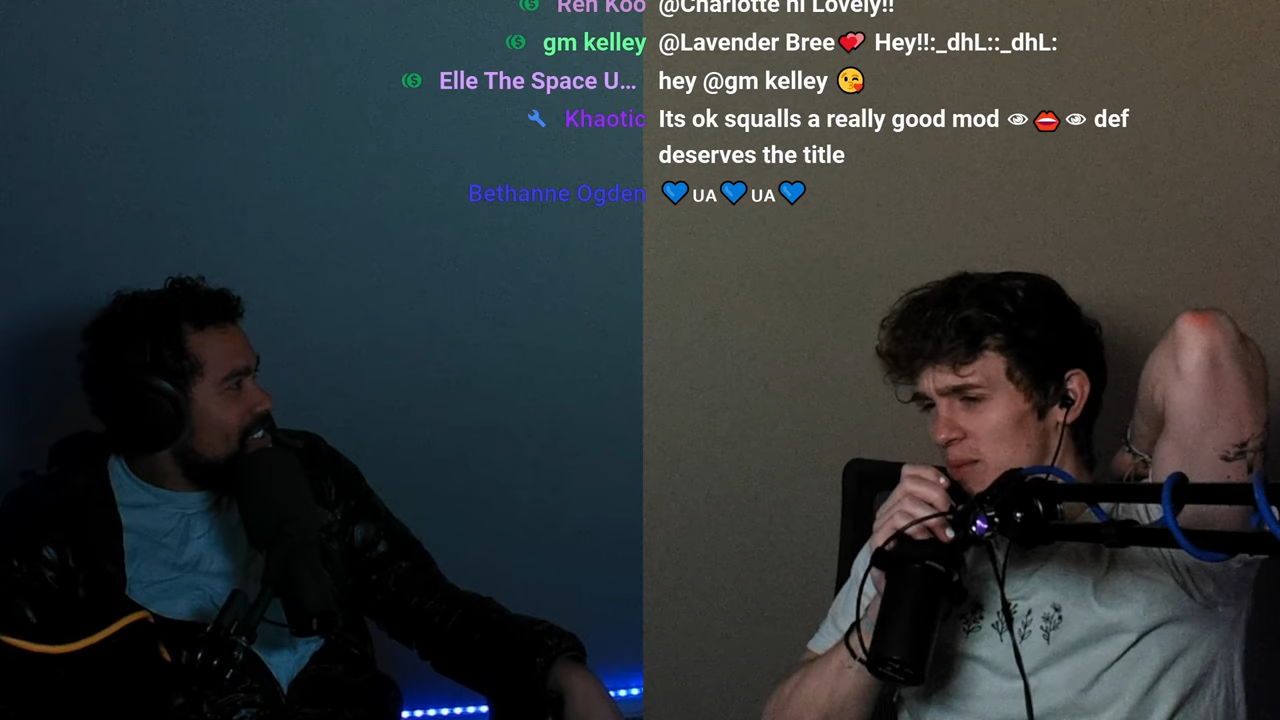 Ren Koo @Charlotte hi Lovely!!
gm kelley @Lavender Bree💕 Hey!!:_dhL::_dhL:
Elle The Space U... hey @gm kelley 😘
Khaotic Its ok squalls a really good mod 👁👄👁 def
deserves the title
Bethanne Ogden 💙UA💙UA💙